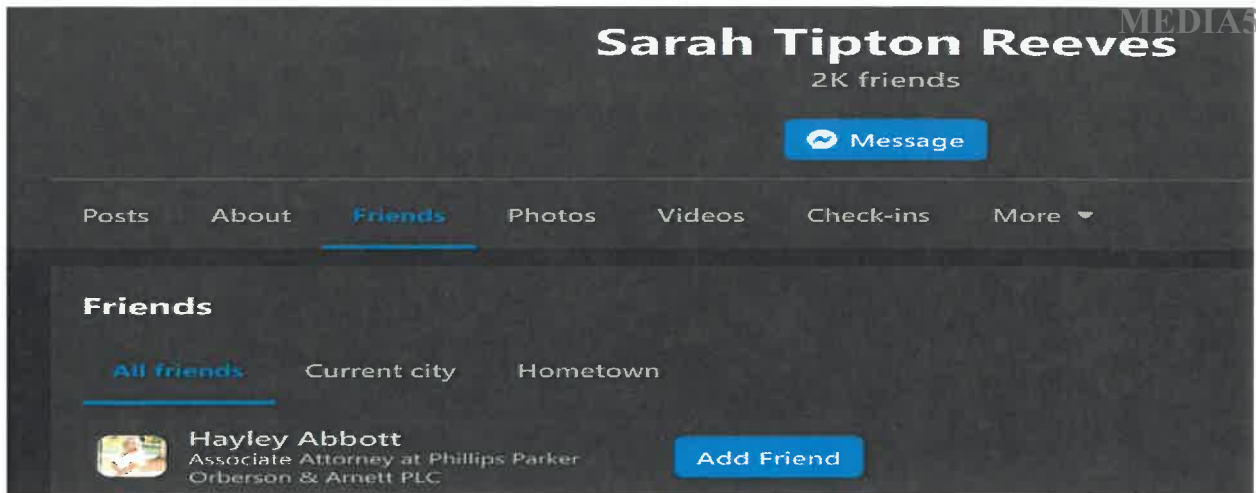 MEDIA5
Sarah Tipton Reeves
2K friends
Message
Posts About Friends Photos Videos Check-ins More
Friends
All friends Current city Hometown
Hayley Abbott
Associate Attorney at Phillips Parker
Orberson & Arnett PLC
Add Friend